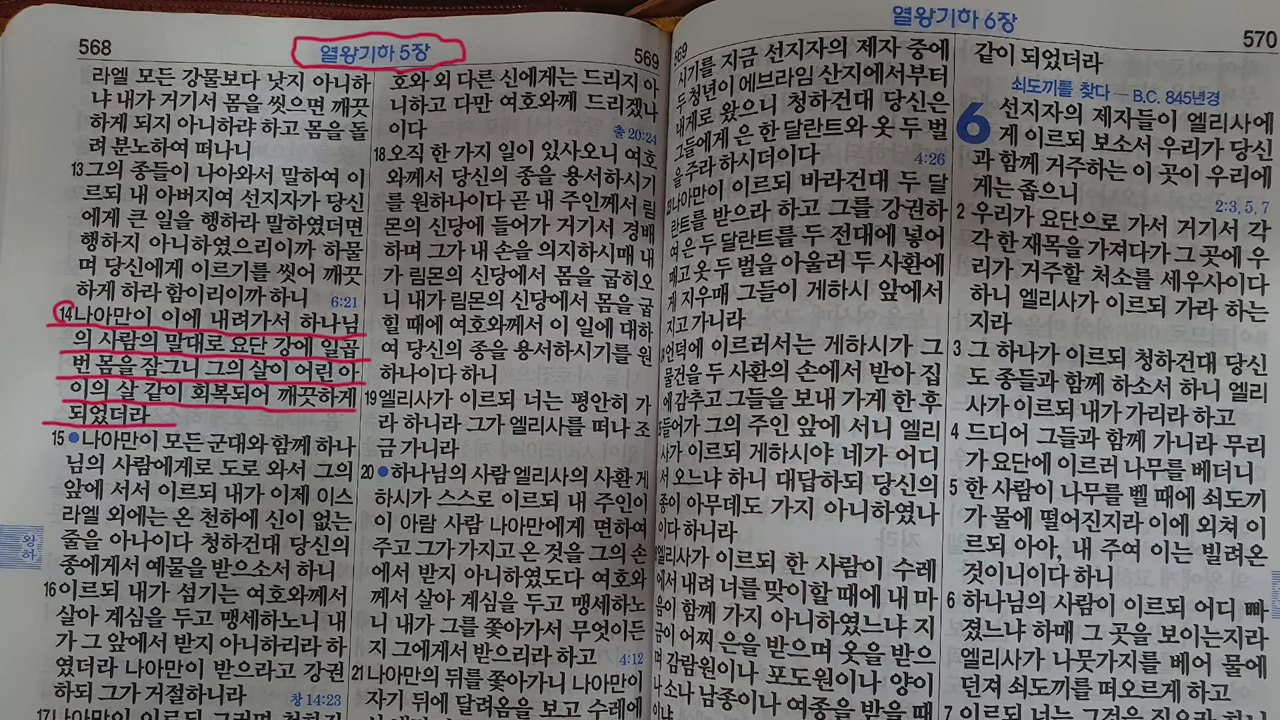 568
열왕기하 5장
569
라엘 모든 강물보다 낫지 아니하
냐 내가 거기서 몸을 씻으면 깨끗
하게 되지 아니하랴 하고 몸을 돌
려 분노하여 떠나니
13 그의 종들이 나아와서 말하여 이
르되 내 아버지여 선지자가 당신
에게 큰 일을 행하라 말하였더면
행하지 아니하였으리이까 하물
며 당신에게 이르기를 씻어 깨끗
하게 하라 함이리이까 하니 6:21
14 나아만이 이에 내려가서 하나님
의 사람의 말대로 요단 강에 일곱
번 몸을 잠그니 그의 살이 어린 아
이의 살 같이 회복되어 깨끗하게
되었더라
15 ●나아만이 모든 군대와 함께 하나
님의 사람에게로 도로 와서 그의
앞에 서서 이르되 내가 이제 이스
라엘 외에는 온 천하에 신이 없는
줄을 아나이다 청하건대 당신의
종에게서 예물을 받으소서 하니
16 이르되 내가 섬기는 여호와께서
살아 계심을 두고 맹세하노니 내
가 그 앞에서 받지 아니하리라 하
였더라 나아만이 받으라고 강권
하되 그가 거절하니라 창 14:23
17 나아만이 이르되 그러면 청하건
호와 외 다른 신에게는 드리지 아
니하고 다만 여호와께 드리겠나
이다 출 20:24
18 오직 한 가지 일이 있사오니 여호
와께서 당신의 종을 용서하시기
를 원하나이다 곧 내 주인께서 림
몬의 신당에 들어가 거기서 경배
하며 그가 내 손을 의지하시매 내
가 림몬의 신당에서 몸을 굽히오
니 내가 림몬의 신당에서 몸을 굽
힐 때에 여호와께서 이 일에 대하
여 당신의 종을 용서하시기를 원
하나이다 하니
19 엘리사가 이르되 너는 평안히 가
라 하니라 그가 엘리사를 떠나 조
금 가니라
20 ●하나님의 사람 엘리사의 사환 게
하시가 스스로 이르되 내 주인이
이 아람 사람 나아만에게 면하여
주고 그가 가지고 온 것을 그의 손
에서 받지 아니하였도다 여호와
께서 살아 계심을 두고 맹세하노
니 내가 그를 쫓아가서 무엇이든
지 그에게서 받으리라 하고 4:12
21 나아만의 뒤를 쫓아가니 나아만이
자기 뒤에 달려옴을 보고 수레에
569
열왕기하 6장
570
시기를 지금 선지자의 제자 중에
두 청년이 에브라임 산지에서부터
내게로 왔으니 청하건대 당신은
그들에게 은 한 달란트와 옷 두 벌
을 주라 하시더이다 4:26
나아만이 이르되 바라건대 두 달
란트를 받으라 하고 그를 강권하
여 은 두 달란트를 두 전대에 넣어
매고 옷 두 벌을 아울러 두 사환에
게 지우매 그들이 게하시 앞에서
지고 가니라
언덕에 이르러서는 게하시가 그
물건을 두 사환의 손에서 받아 집
에 감추고 그들을 보내 가게 한 후
들어가 그의 주인 앞에 서니 엘리
사가 이르되 게하시야 네가 어디
서 오느냐 하니 대답하되 당신의
종이 아무데도 가지 아니하였나
이다 하니라
엘리사가 이르되 한 사람이 수레
에서 내려 너를 맞이할 때에 내 마
음이 함께 가지 아니하였느냐 지
금이 어찌 은을 받으며 옷을 받으
며 감람원이나 포도원이나 양이
나 소나 남종이나 여종을 받을 때
이냐
같이 되었더라
쇠도끼를 찾다 – B.C. 845년경
6 선지자의 제자들이 엘리사에
게 이르되 보소서 우리가 당신
과 함께 거주하는 이 곳이 우리에
게는 좁으니 2:3, 5, 7
2 우리가 요단으로 가서 거기서 각
각 한 재목을 가져다가 그 곳에 우
리가 거주할 처소를 세우사이다
하니 엘리사가 이르되 가라 하는
지라
3 그 하나가 이르되 청하건대 당신
도 종들과 함께 하소서 하니 엘리
사가 이르되 내가 가리라 하고
4 드디어 그들과 함께 가니라 무리
가 요단에 이르러 나무를 베더니
5 한 사람이 나무를 벨 때에 쇠도끼
가 물에 떨어진지라 이에 외쳐 이
르되 아아, 내 주여 이는 빌려온
것이니이다 하니
6 하나님의 사람이 이르되 어디 빠
졌느냐 하매 그 곳을 보이는지라
엘리사가 나뭇가지를 베어 물에
던져 쇠도끼를 떠오르게 하고
7 이르되 너는 그것을 집으라 하니
왕하